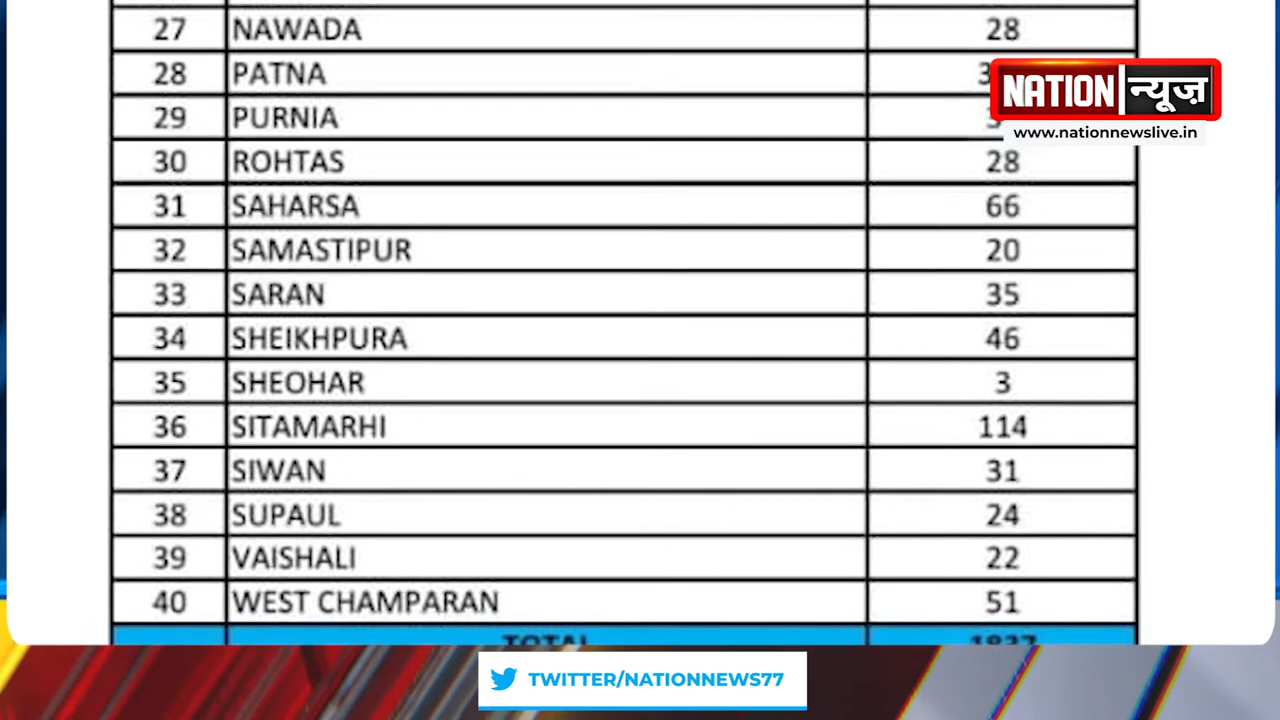 27 NAWADA 28
28 PATNA
29 PURNIA
30 ROHTAS 28
31 SAHARSA 66
32 SAMASTIPUR 20
33 SARAN 35
34 SHEIKHPURA 46
35 SHEOHAR 3
36 SITAMARHI 114
37 SIWAN 31
38 SUPAUL 24
39 VAISHALI 22
40 WEST CHAMPARAN 51
TOTAL 1837
NATION न्यूज़
www.nationnewslive.in
TWITTER/NATIONNEWS77